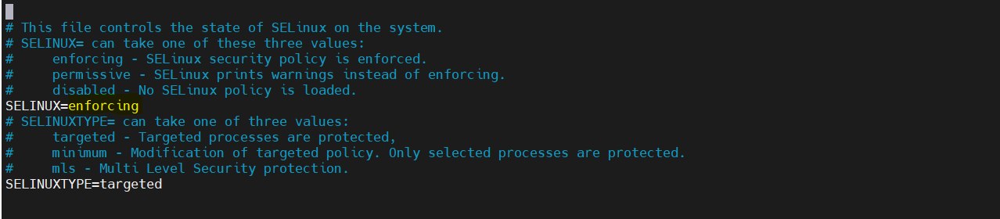 # This file controls the state of SELinux on the system.
# SELINUX= can take one of these three values:
#     enforcing - SELinux security policy is enforced.
#     permissive - SELinux prints warnings instead of enforcing.
#     disabled - No SELinux policy is loaded.
SELINUX=enforcing
# SELINUXTYPE= can take one of three values:
#     targeted - Targeted processes are protected,
#     minimum - Modification of targeted policy. Only selected processes are protected.
#     mls - Multi Level Security protection.
SELINUXTYPE=targeted